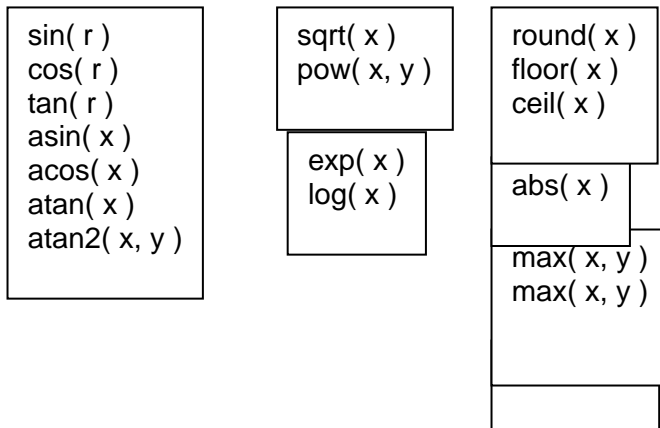 sin( r )
cos( r )
tan( r )
asin( x )
acos( x )
atan( x )
atan2( x, y )
sqrt( x )
pow( x, y )
exp( x )
log( x )
round( x )
floor( x )
ceil( x )
abs( x )
max( x, y )
max( x, y )